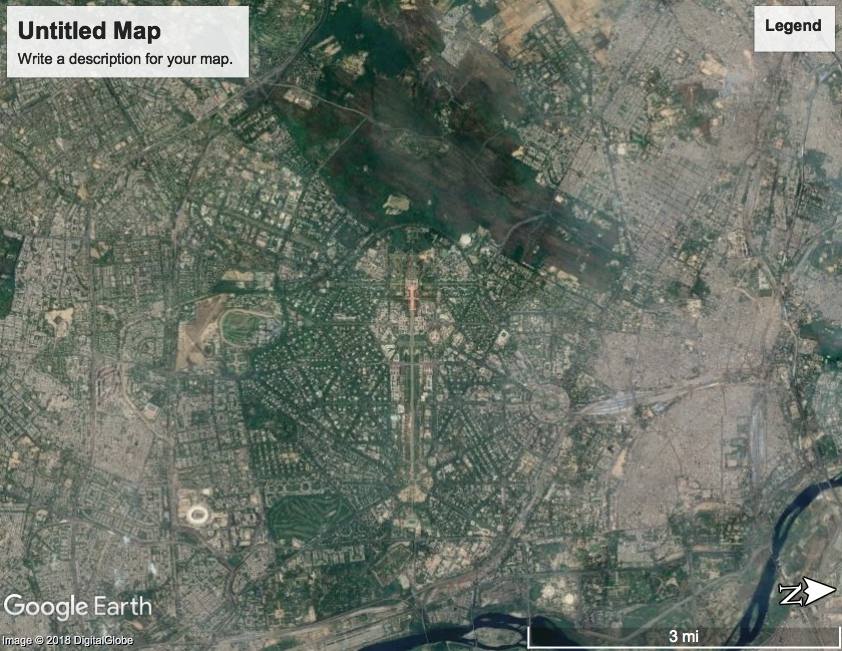 Untitled Map
Write a description for your map.
Legend
N
Google Earth
Image © 2018 DigitalGlobe
3 mi